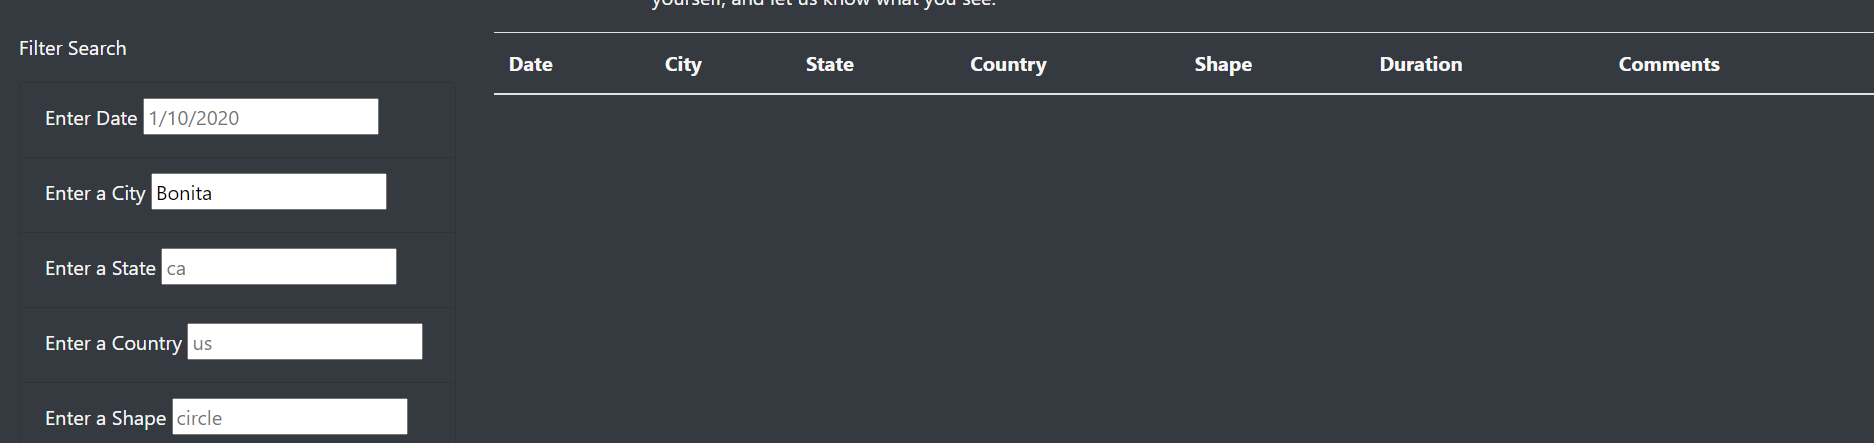 yourself, and let us know what you see.
Filter Search
Date City State Country Shape Duration Comments
Enter Date 1/10/2020
Enter a City Bonita
Enter a State ca
Enter a Country us
Enter a Shape circle